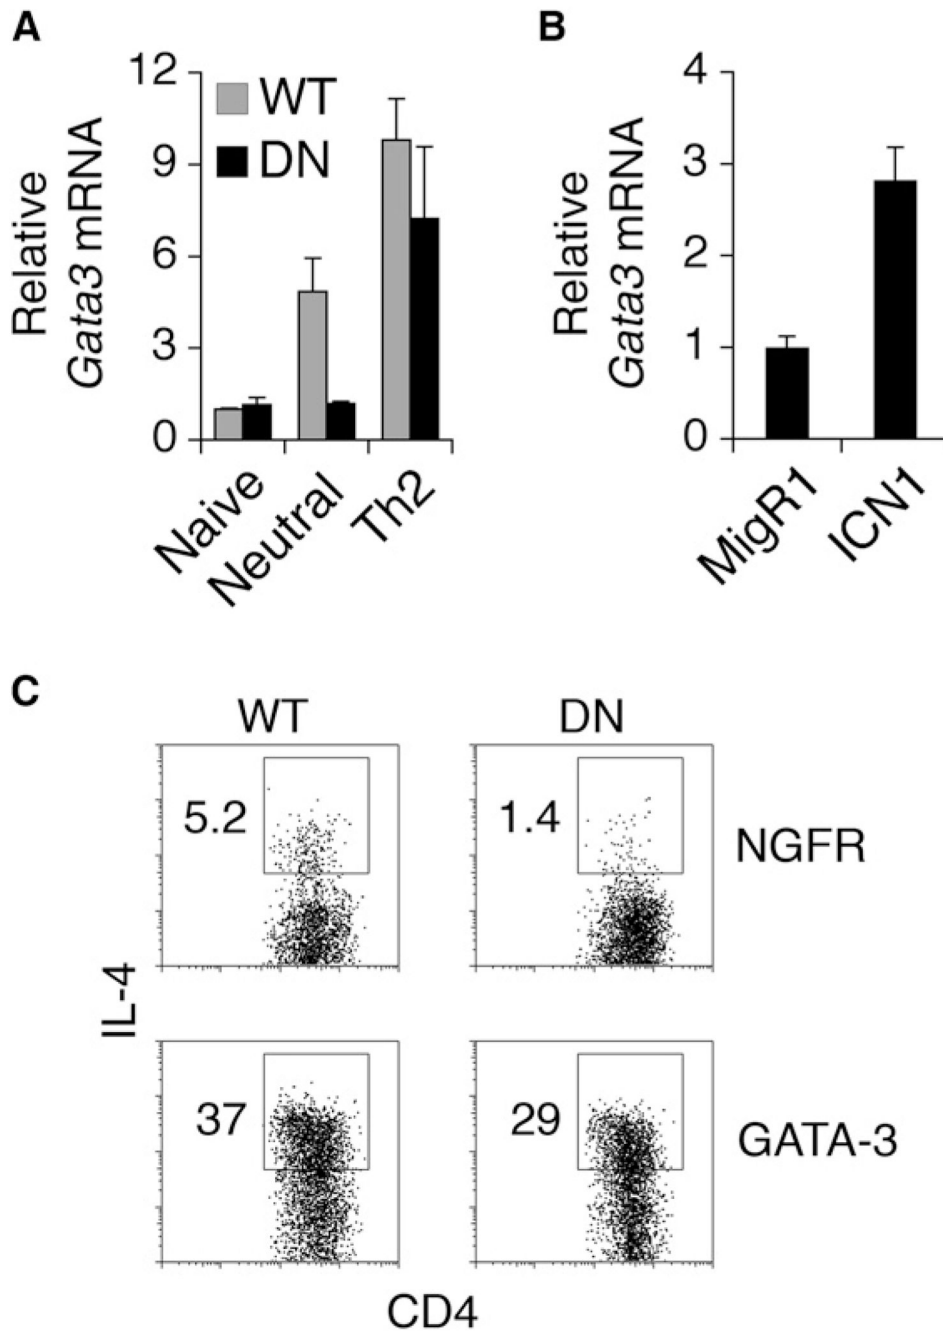 A
Relative
Gata3 mRNA
12
9
6
3
0
WT
DN
Naive
Neutral
Th2
B
Relative
Gata3 mRNA
4
3
2
1
0
MigR1
ICN1
C
WT
DN
5.2
1.4
NGFR
IL-4
37
29
GATA-3
CD4